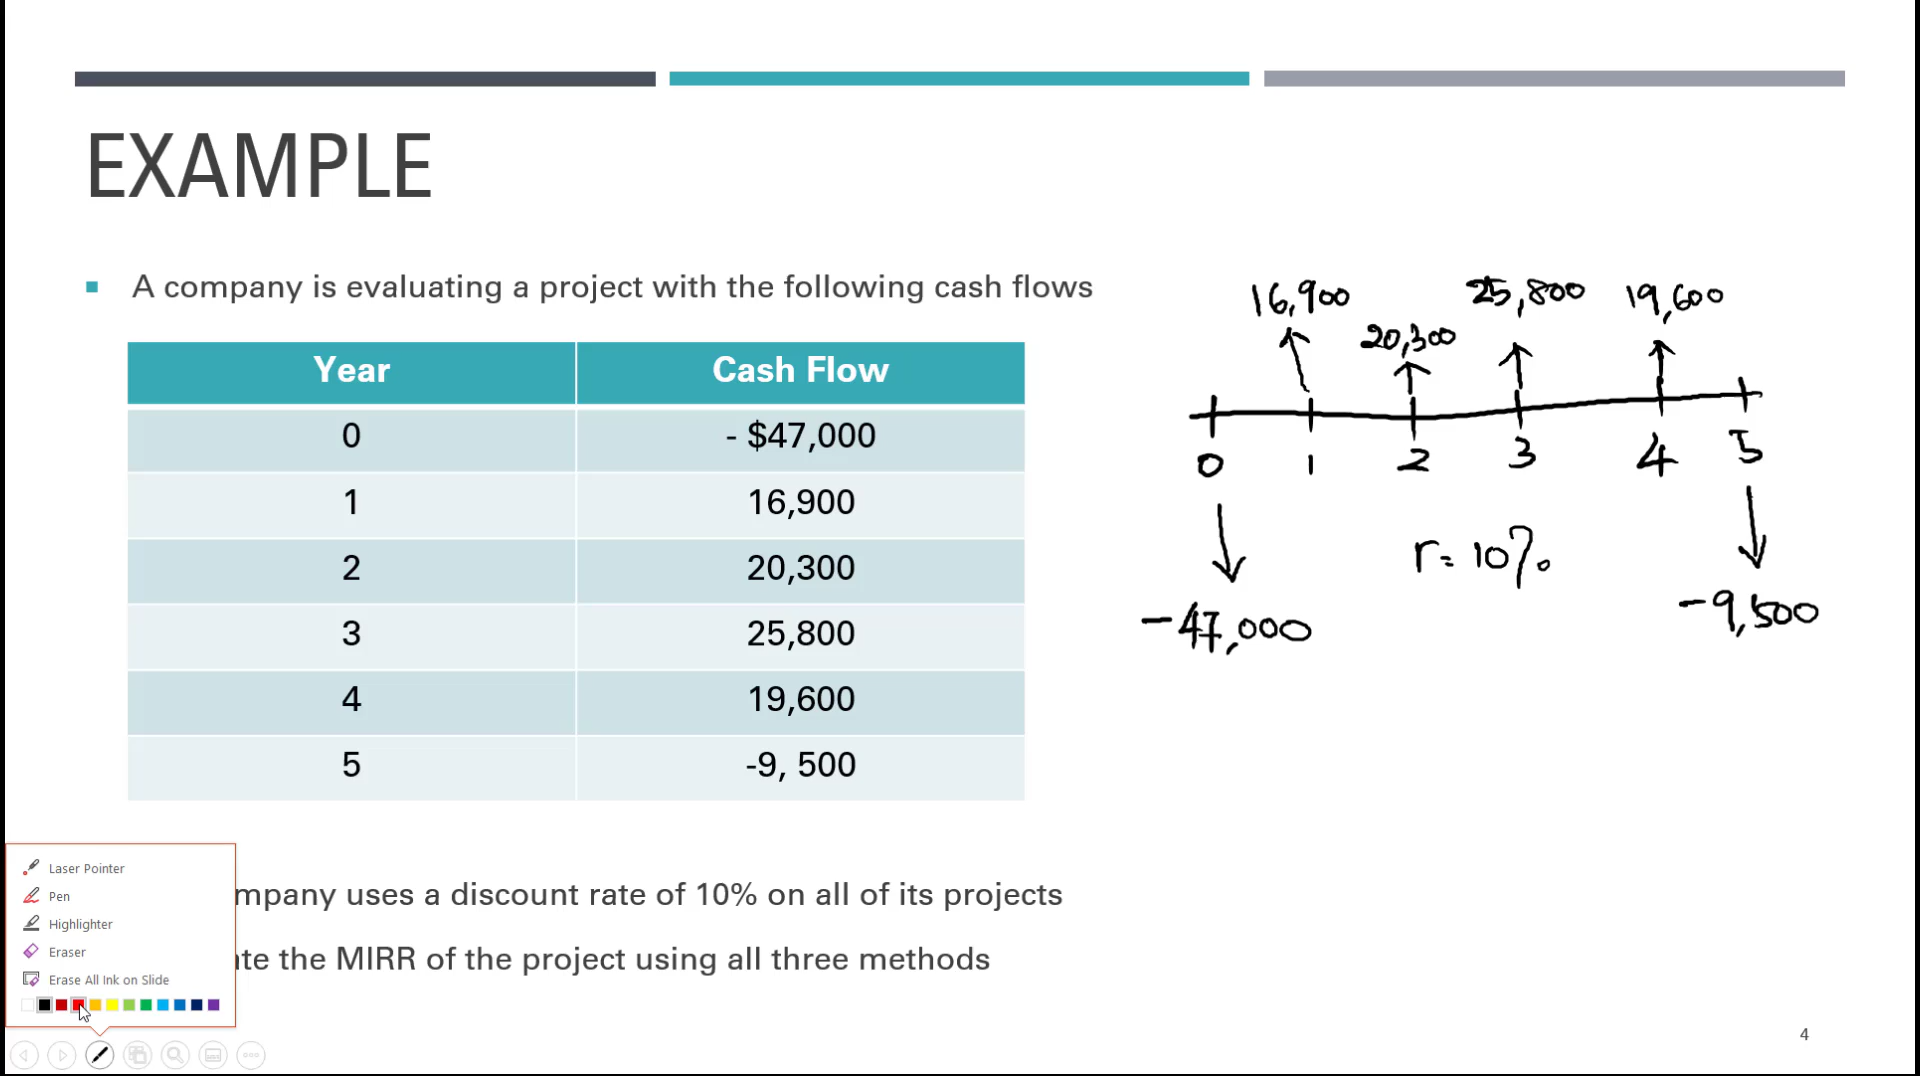 EXAMPLE
A company is evaluating a project with the following cash flows
Year Cash Flow
0 - $47,000
1 16,900
2 20,300
3 25,800
4 19,600
5 -9, 500
16,900 20,300 25,800 19,600
0 1 2 3 4 5
r= 10%
-47,000 -9,500
mpany uses a discount rate of 10% on all of its projects
te the MIRR of the project using all three methods
Laser Pointer
Pen
Highlighter
Eraser
Erase All Ink on Slide
4